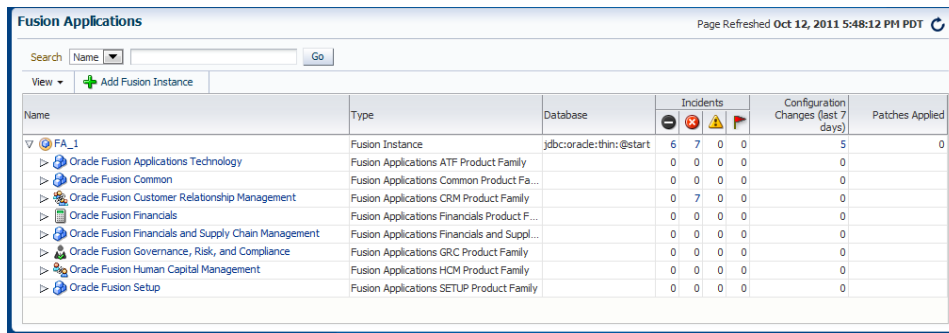 Fusion Applications
Page Refreshed Oct 12, 2011 5:48:12 PM PDT
Search Name Go
View Add Fusion Instance
Name Type Database Incidents Configuration Changes (last 7 days) Patches Applied
FA_1 Fusion Instance jdbc:oracle:thin:@start 6 7 0 0 5 0
Oracle Fusion Applications Technology Fusion Applications ATF Product Family 0 0 0 0 0
Oracle Fusion Common Fusion Applications Common Product Fa... 0 0 0 0 0
Oracle Fusion Customer Relationship Management Fusion Applications CRM Product Family 0 7 0 0 0
Oracle Fusion Financials Fusion Applications Financials Product F... 0 0 0 0 0
Oracle Fusion Financials and Supply Chain Management Fusion Applications Financials and Suppl... 0 0 0 0 0
Oracle Fusion Governance, Risk, and Compliance Fusion Applications GRC Product Family 0 0 0 0 0
Oracle Fusion Human Capital Management Fusion Applications HCM Product Family 0 0 0 0 0
Oracle Fusion Setup Fusion Applications SETUP Product Family 0 0 0 0 0